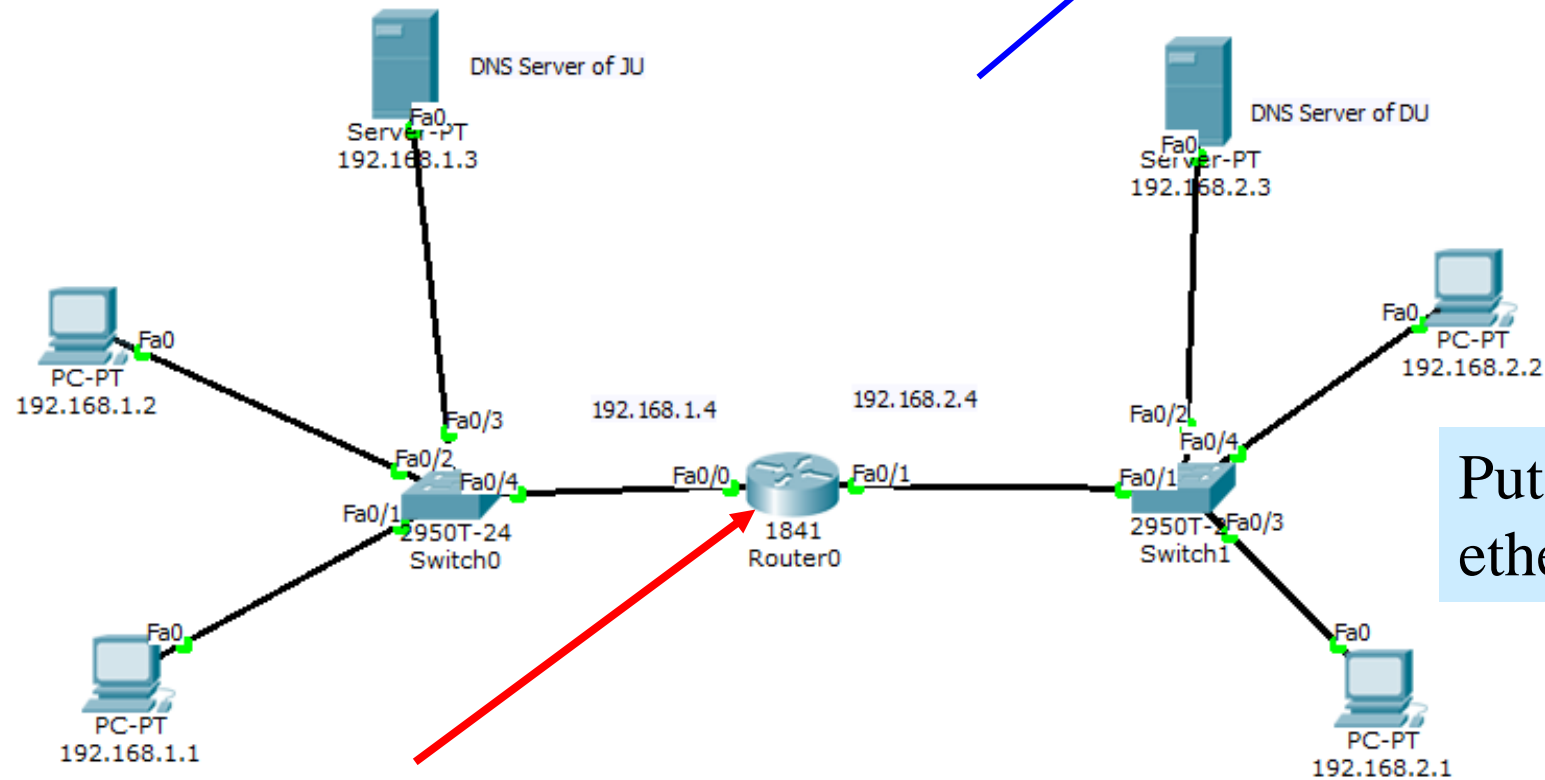 DNS Server of JU
Fa0
Server-PT
192.168.1.3
DNS Server of DU
Fa0
Server-PT
192.168.2.3
Fa0
PC-PT
192.168.1.2
Fa0
PC-PT
192.168.2.2
Fa0/3
192.168.1.4
192.168.2.4
Fa0/2
Fa0/4
Fa0/2
Fa0/4
Fa0/0
Fa0/1
Fa0/1
Fa0/1
2950T-24
Switch0
1841
Router0
Fa0/3
Switch1
Put
Fa0
PC-PT
192.168.1.1
Fa0
PC-PT
192.168.2.1